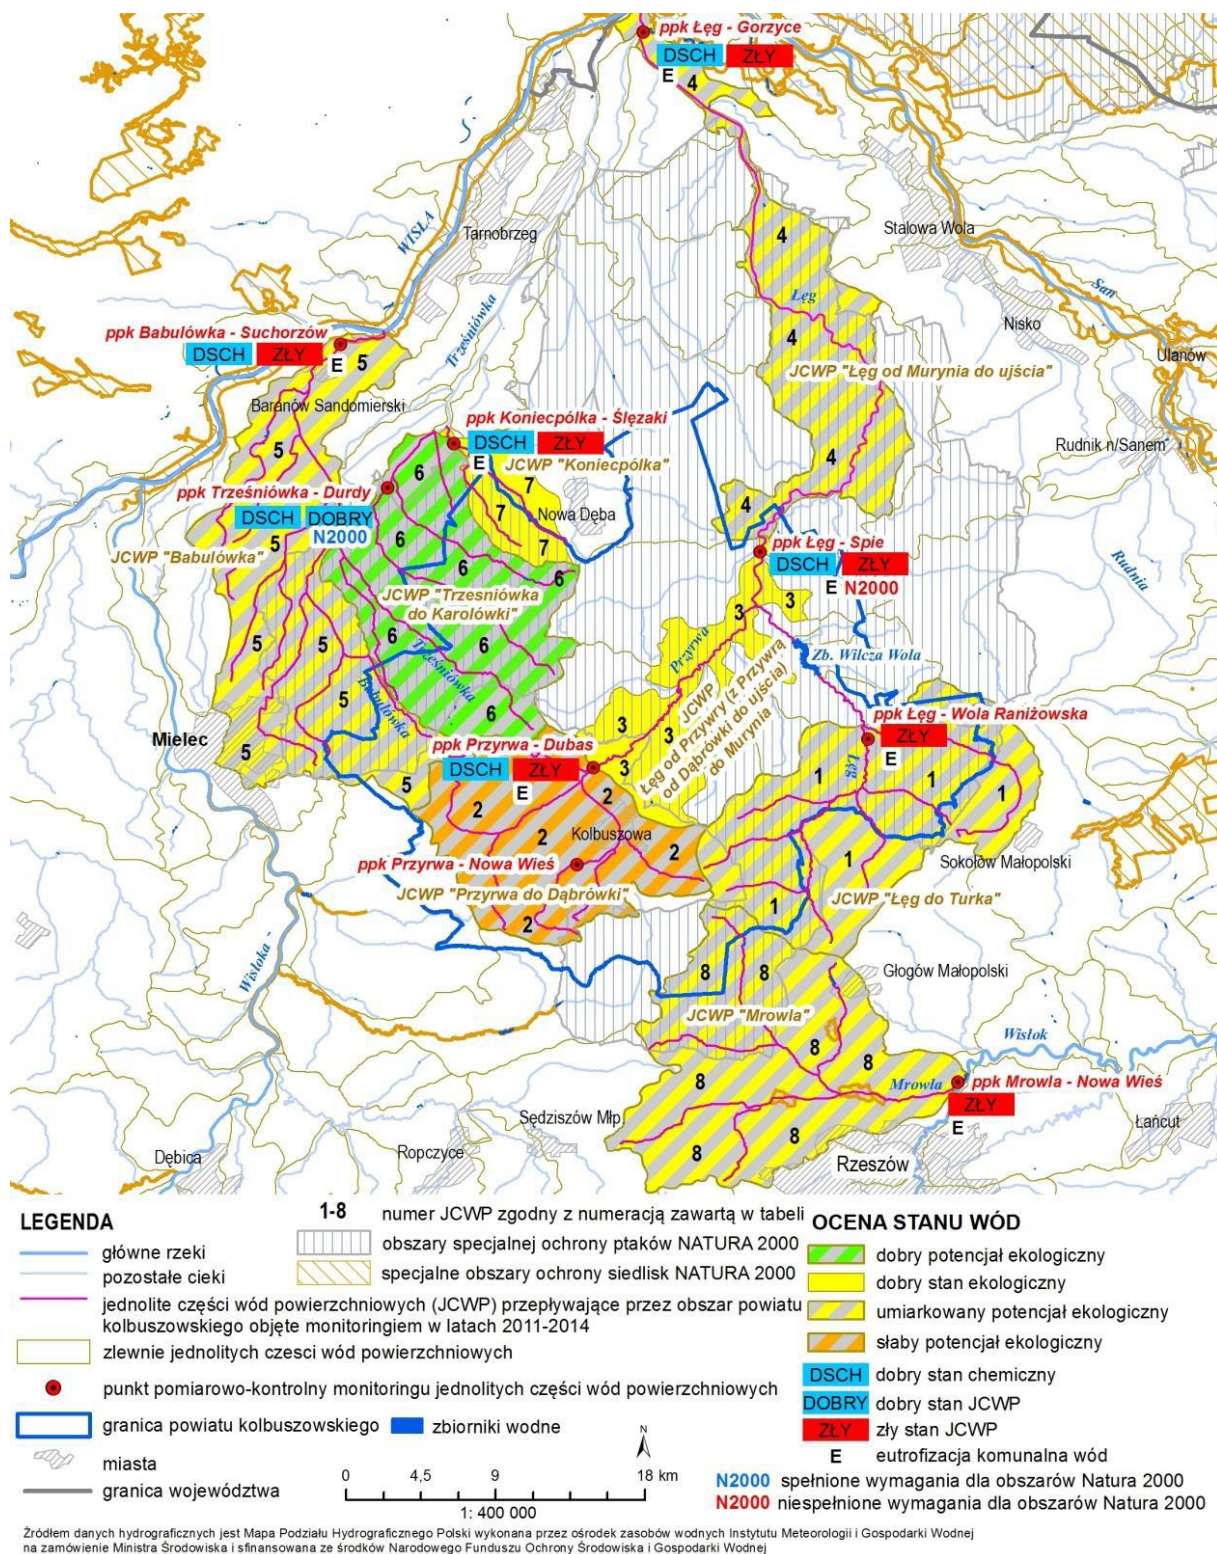 ppk Łęg - Gorzyce
DSCH ZŁY
E
4
WISŁA
Tarnobrzeg
Stalowa Wola
4
San
Łęg
Nisko
Trześniówka
ppk Babulówka - Suchorzów
DSCH ZŁY
E
5
4
Ulanów
JCWP "Łęg od Murynia do ujścia"
Baranów Sandomierski
ppk Koniecpólka - Ślęzaki
DSCH ZŁY
E
JCWP "Koniecpólka"
Rudnik n/Sanem
5
6
4
7
ppk Trześniówka - Durdy
DSCH DOBRY
N2000
4
7
Nowa Dęba
5
6
7
ppk Łęg - Spie
DSCH ZŁY
E N2000
JCWP "Babulówka"
6
6
Rudnia
JCWP "Trzesniówka
do Karolówki"
3
3
5
5
6
6
Trześniówka
Przyrwa
Zb. Wilcza Wola
JCWP
Łęg od Przywry (z Przywrą
od Dąbrówki do ujścia)
do Murynia
5
Babulówka
6
3
3
ppk Łęg - Wola Raniżowska
ZŁY
E
Mielec
5
ppk Przyrwa - Dubas
DSCH ZŁY
E
3
Łęg
5
1
1
1
2
2
2
Kolbuszowa
2
Sokołów Małopolski
ppk Przyrwa - Nowa Wieś
1
JCWP "Przyrwa do Dąbrówki"
1
JCWP "Łęg do Turka"
2
Wisłoka
8
8
Głogów Małopolski
JCWP "Mrowla"
Wisłok
8
8
8
Mrowla
ppk Mrowla - Nowa Wieś
ZŁY
E
Sędziszów Młp.
8
8
Łańcut
Dębica
Ropczyce
Rzeszów
LEGENDA
główne rzeki
pozostałe cieki
jednolite części wód powierzchniowych (JCWP) przepływające przez obszar powiatu
kolbuszowskiego objęte monitoringiem w latach 2011-2014
zlewnie jednolitych czesci wód powierzchniowych
punkt pomiarowo-kontrolny monitoringu jednolitych części wód powierzchniowych
granica powiatu kolbuszowskiego
zbiorniki wodne
miasta
granica województwa
1-8 numer JCWP zgodny z numeracją zawartą w tabeli
obszary specjalnej ochrony ptaków NATURA 2000
specjalne obszary ochrony siedlisk NATURA 2000
N
0 4,5 9 18 km
1: 400 000
OCENA STANU WÓD
dobry potencjał ekologiczny
dobry stan ekologiczny
umiarkowany potencjał ekologiczny
słaby potencjał ekologiczny
DSCH dobry stan chemiczny
DOBRY dobry stan JCWP
ZŁY zły stan JCWP
E eutrofizacja komunalna wód
N2000 spełnione wymagania dla obszarów Natura 2000
N2000 niespełnione wymagania dla obszarów Natura 2000
Źródłem danych hydrograficznych jest Mapa Podziału Hydrograficznego Polski wykonana przez ośrodek zasobów wodnych Instytutu Meteorologii i Gospodarki Wodnej
na zamówienie Ministra Środowiska i sfinansowana ze środków Narodowego Funduszu Ochrony Środowiska i Gospodarki Wodnej